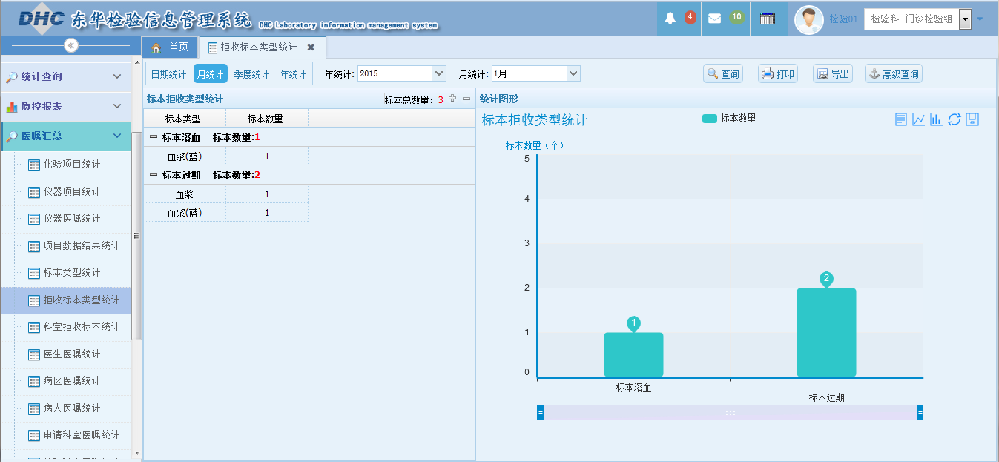 DHC 东华检验信息管理系统 DHC Laboratory information management system
4
10
检验01
检验科-门诊检验组
首页
拒收标本类型统计
统计查询
质控报表
医嘱汇总
化验项目统计
仪器项目统计
仪器医嘱统计
项目数据结果统计
标本类型统计
拒收标本类型统计
科室拒收标本统计
医生医嘱统计
病区医嘱统计
病人医嘱统计
申请科室医嘱统计
日期统计 月统计 季度统计 年统计 年统计: 2015 月统计: 1月
查询 打印 导出 高级查询
标本拒收类型统计 标本总数量: 3
标本类型 标本数量
标本溶血 标本数量:1
血浆(蓝) 1
标本过期 标本数量:2
血浆 1
血浆(蓝) 1
统计图形
标本拒收类型统计
标本数量
标本数量（个）
5
4
3
2
1
0
1
2
标本溶血
标本过期